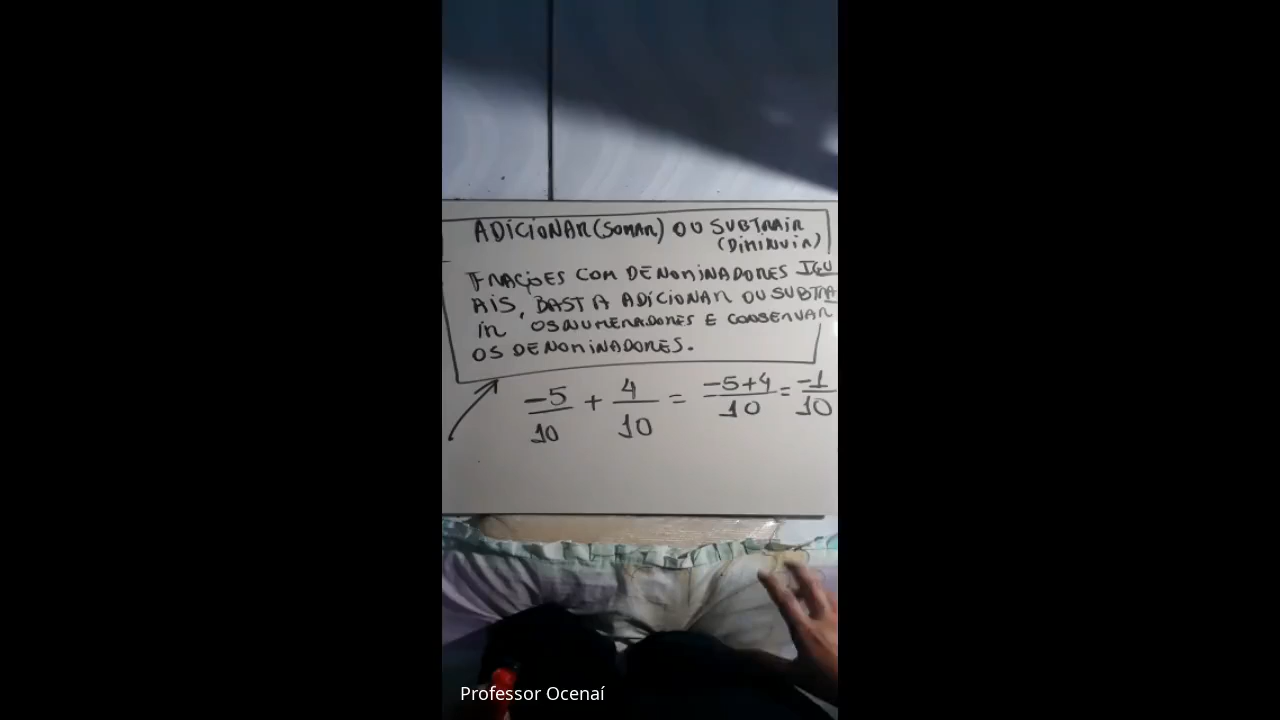 ADICIONAR (SOMAR) OU SUBTRAIR
(DIMINUIR)
FRAÇÕES COM DENOMINADORES IGU
AIS, BASTA ADICIONAR OU SUBTRA
IR OS NUMERADORES E CONSERVAR
OS DENOMINADORES.
-5/10 + 4/10 = -5+4/10 = -1/10
Professor Ocenaí